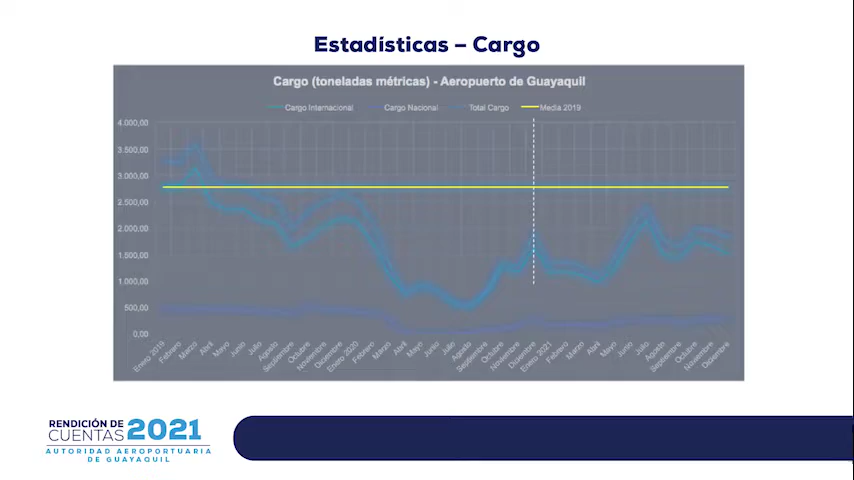 Estadísticas – Cargo
Cargo (toneladas métricas) - Aeropuerto de Guayaquil
Cargo Internacional Cargo Nacional Total Cargo Media 2019
4.000,00
3.500,00
3.000,00
2.500,00
2.000,00
1.500,00
1.000,00
500,00
0,00
Enero 2019 Febrero Marzo Abril Mayo Junio Julio Agosto Septiembre Octubre Noviembre Diciembre Enero 2020 Febrero Marzo Abril Mayo Junio Julio Agosto Septiembre Octubre Noviembre Diciembre Enero 2021 Febrero Marzo Abril Mayo Junio Julio Agosto Septiembre Octubre Noviembre Diciembre
RENDICIÓN DE
CUENTAS 2021
AUTORIDAD AEROPORTUARIA
DE GUAYAQUIL